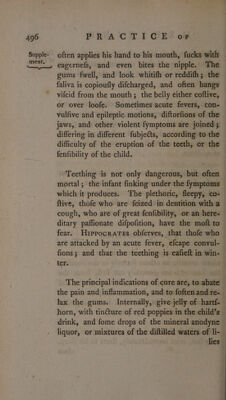 496 PRACTICE OF
Supple-
ment.
often applies his hand to his mouth, sucks with
eagerness, and even bites the nipple. The
gums swell, and look whitish or reddish; the
saliva is copiously discharged, and often hangs
viscid from the mouth; the belly either costive,
or over loose. Sometimes acute fevers, con-
vulsive and epileptic motions, distortions of the
jaws, and other violent symptoms are joined;
differing in different subjects, according to the
difficulty of the eruption of the teeth, or the
sensibility of the child.
Teething is not only dangerous, but often
mortal; the infant sinking under the symptoms
which it produces. The plethoric, sleepy, co-
stive, those who are seized in dentition with a
cough, who are of great sensibility, or an here-
ditary passionate disposition, have the most to
fear. HIPPOCRATES observes, that those who
are attacked by an acute fever, escape convul-
sions; and that the teething is easiest in win-
ter.
The principal indications of cure are, to abate
the pain and inflammation, and to soften and re-
lax the gums. Internally, give jelly of harts-
horn, with tincture of red poppies in the child's
drink, and some drops of the mineral anodyne
liquor, or mixtures of the distilled waters of li-
lies